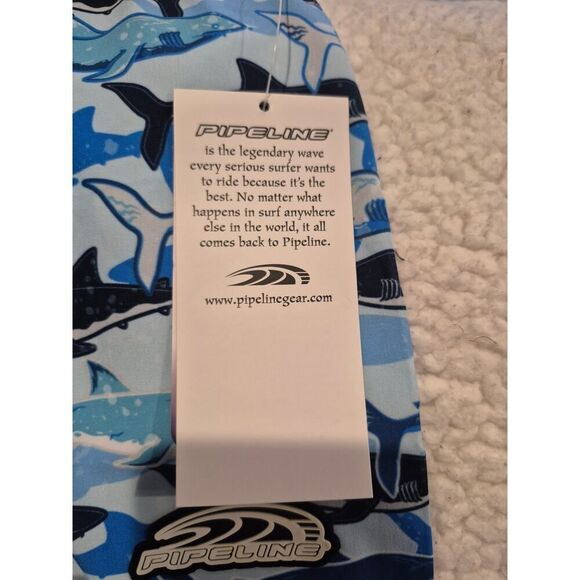 PIPELINE
is the legendary wave
every serious surfer wants
to ride because it's the
best. No matter what
happens in surf anywhere
else in the world, it all
comes back to Pipeline.
www.pipelinegear.com
PIPELINE